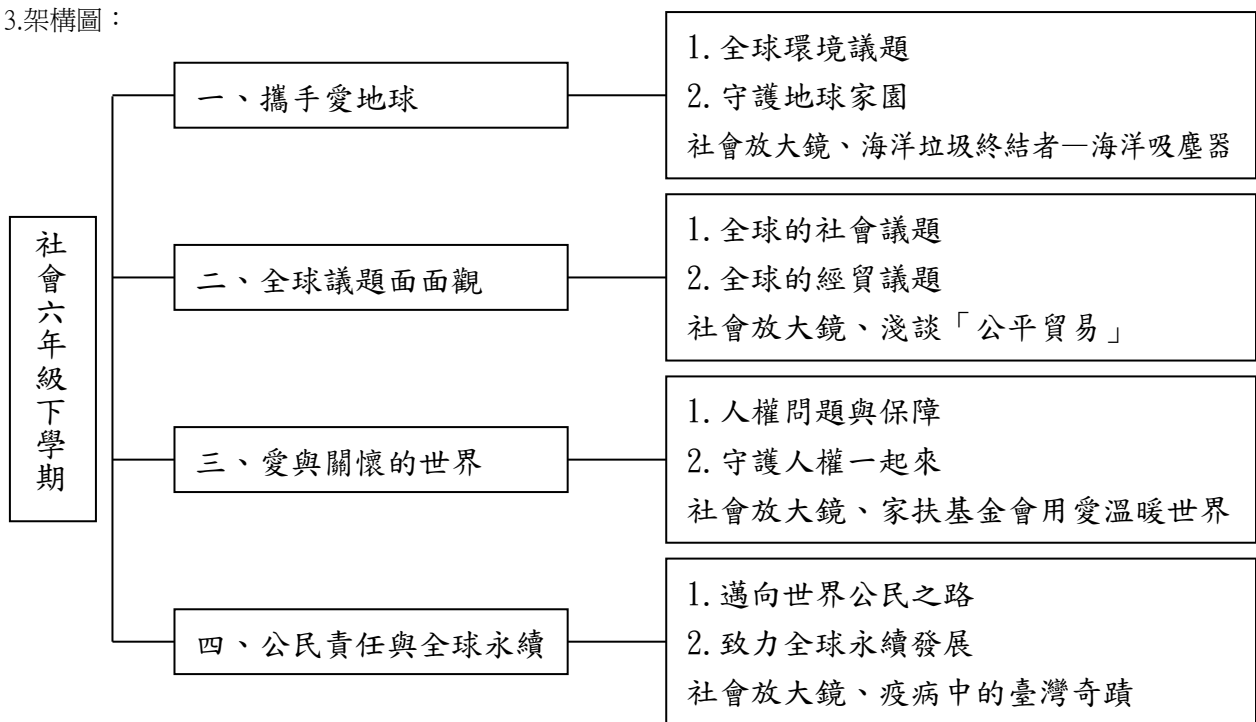 3.架構圖：
社會六年級下學期
一、攜手愛地球
1.全球環境議題
2.守護地球家園
社會放大鏡、海洋垃圾終結者—海洋吸塵器
二、全球議題面面觀
1.全球的社會議題
2.全球的經貿議題
社會放大鏡、淺談「公平貿易」
三、愛與關懷的世界
1.人權問題與保障
2.守護人權一起來
社會放大鏡、家扶基金會用愛溫暖世界
四、公民責任與全球永續
1.邁向世界公民之路
2.致力全球永續發展
社會放大鏡、疫病中的臺灣奇蹟